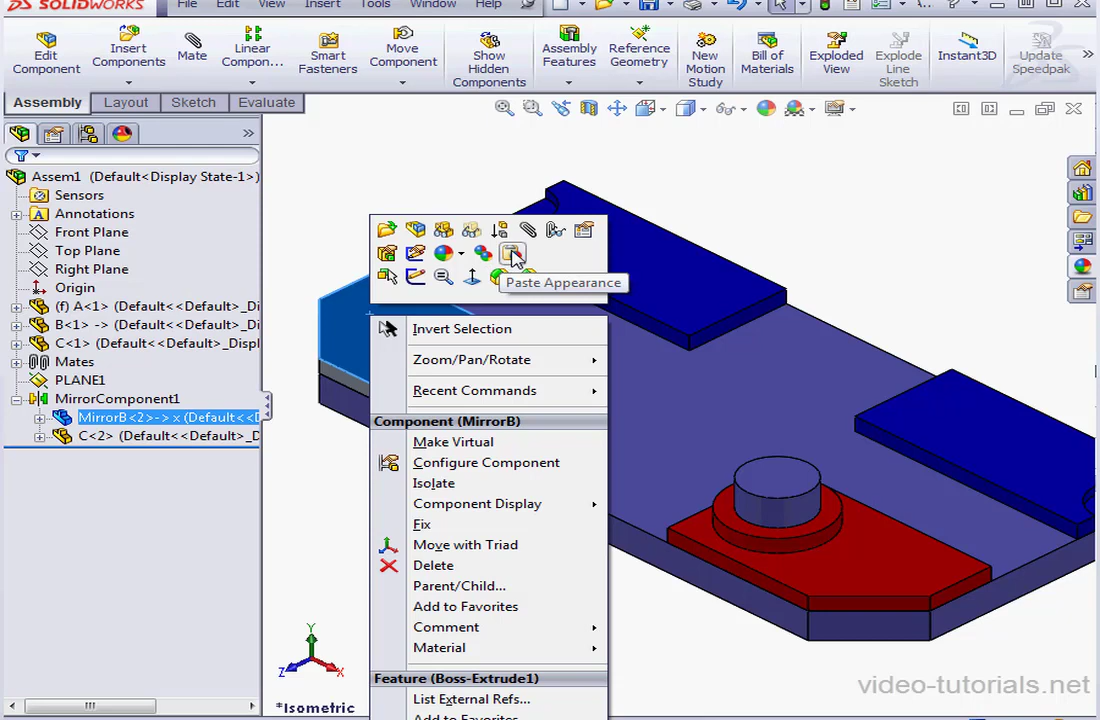 SOLIDWORKS
File Edit View Insert Tools Window Help
Edit Component
Insert Components
Mate
Linear Compon...
Smart Fasteners
Move Component
Show Hidden Components
Assembly Features
Reference Geometry
New Motion Study
Bill of Materials
Exploded View
Explode Line Sketch
Instant3D
Update Speedpak
Assembly Layout Sketch Evaluate
Assem1 (Default<Display State-1>)
Sensors
Annotations
Front Plane
Top Plane
Right Plane
Origin
(f) A<1> (Default<<Default>_Di
B<1> -> (Default<<Default>_Di
C<1> (Default<<Default>_Displ
Mates
PLANE1
MirrorComponent1
MirrorB<2>-> x (Default<<D
C<2> (Default<<Default>_D
Paste Appearance
Invert Selection
Zoom/Pan/Rotate
Recent Commands
Component (MirrorB)
Make Virtual
Configure Component
Isolate
Component Display
Fix
Move with Triad
Delete
Parent/Child...
Add to Favorites
Comment
Material
Feature (Boss-Extrude1)
List External Refs...
Add to Favorites
Y
Z
X
*Isometric
video-tutorials.net